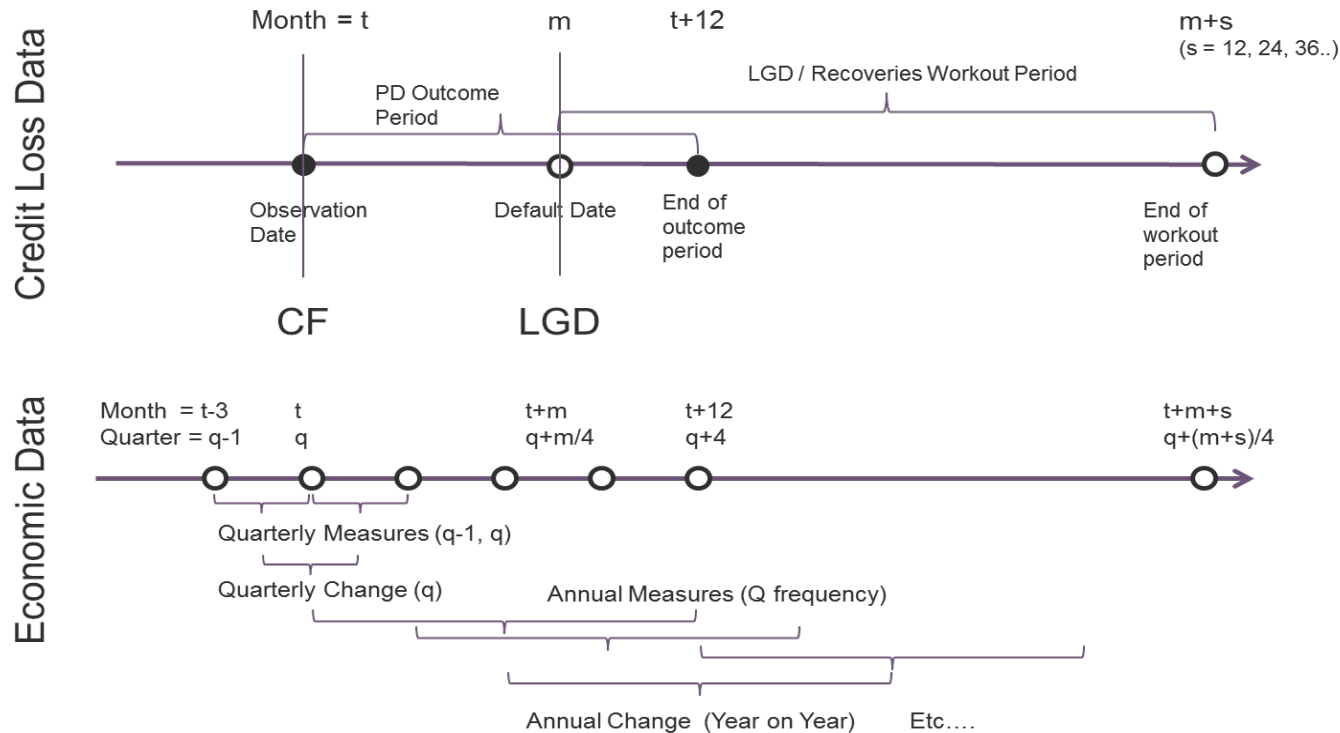 Credit Loss Data
Month = t
m
t+12
m+s
(s = 12, 24, 36..)
LGD / Recoveries Workout Period
PD Outcome
Period
Observation
Date
Default Date
End of
outcome
period
End of
workout
period
CF
LGD
Economic Data
Month = t-3
t
t+m
t+12
t+m+s
Quarter = q-1
q
q+m/4
q+4
q+(m+s)/4
Quarterly Measures (q-1, q)
Quarterly Change (q)
Annual Measures (Q frequency)
Annual Change (Year on Year)
Etc....